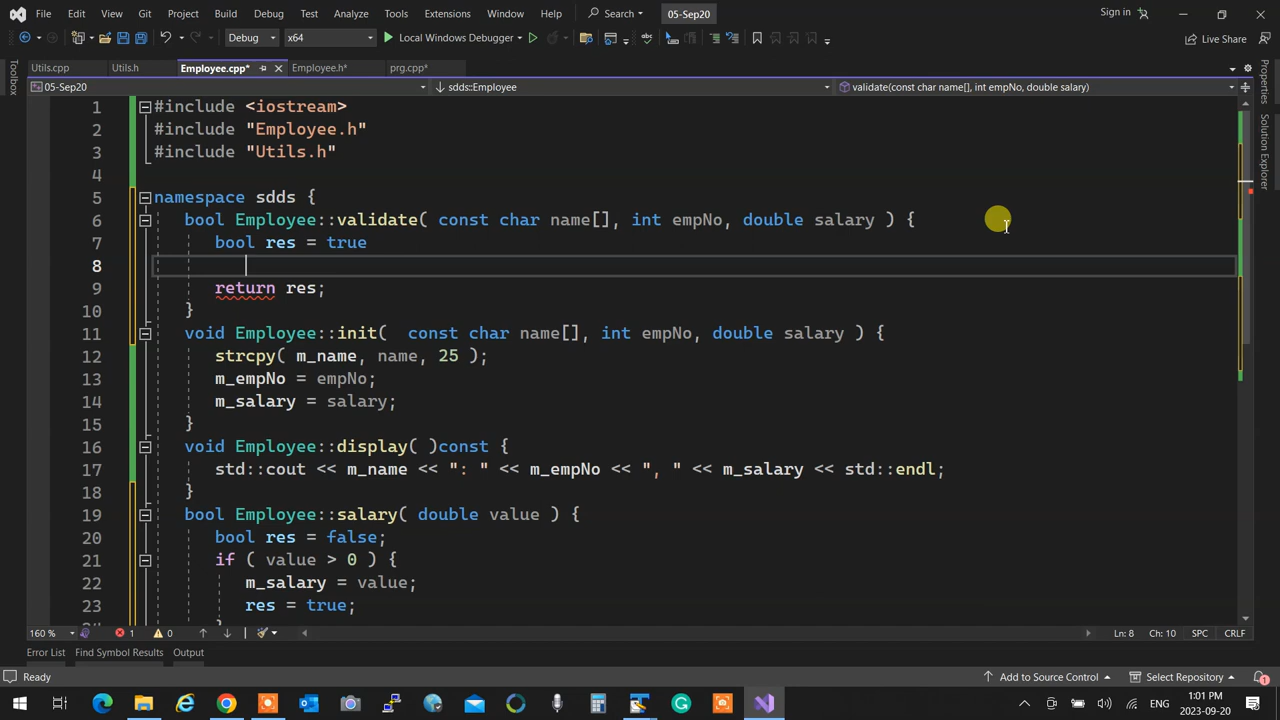 File Edit View Git Project Build Debug Test Analyze Tools Extensions Window Help Search 05-Sep20 Sign in
Debug x64 Local Windows Debugger Live Share
Utils.cpp Utils.h Employee.cpp* Employee.h* prg.cpp*
05-Sep20 sdds::Employee validate(const char name[], int empNo, double salary)
1 #include <iostream>
2 #include "Employee.h"
3 #include "Utils.h"
4
5 namespace sdds {
6 bool Employee::validate( const char name[], int empNo, double salary ) {
7 bool res = true
8
9 return res;
10 }
11 void Employee::init(  const char name[], int empNo, double salary ) {
12 strcpy( m_name, name, 25 );
13 m_empNo = empNo;
14 m_salary = salary;
15 }
16 void Employee::display( )const {
17 std::cout << m_name << ": " << m_empNo << ", " << m_salary << std::endl;
18 }
19 bool Employee::salary( double value ) {
20 bool res = false;
21 if ( value > 0 ) {
22 m_salary = value;
23 res = true;
160 % 1 0 Ln: 8 Ch: 10 SPC CRLF
Error List Find Symbol Results Output
Ready Add to Source Control Select Repository 1
ENG 1:01 PM
2023-09-20
Toolbox
Properties
Solution Explorer